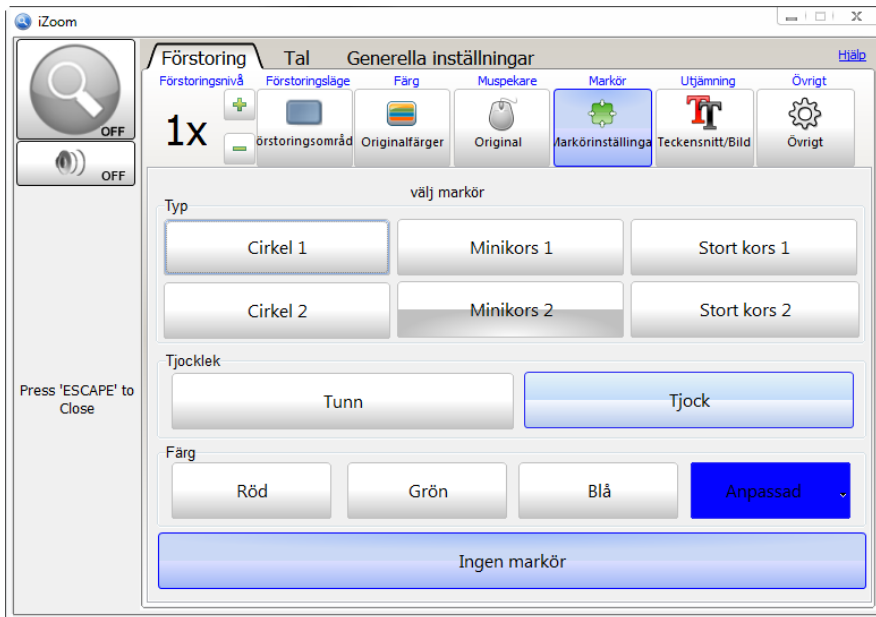 iZoom
OFF
OFF
Press 'ESCAPE' to
Close
Förstoring Tal Generella inställningar Hjälp
Förstoringsnivå Förstoringsläge Färg Muspekare Markör Utjämning Övrigt
1x örstoringsområd Originalfärger Original Markörinställinga Teckensnitt/Bild Övrigt
välj markör
Typ
Cirkel 1 Minikors 1 Stort kors 1
Cirkel 2 Minikors 2 Stort kors 2
Tjocklek
Tunn Tjock
Färg
Röd Grön Blå Anpassad
Ingen markör